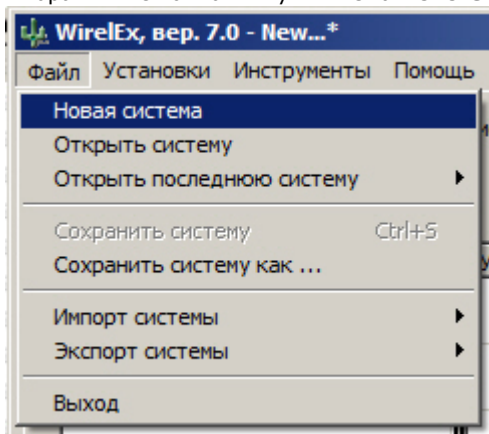 WirelEx, вер. 7.0 - New...*
Файл Установки Инструменты Помощь
Новая система
Открыть систему
Открыть последнюю систему
Сохранить систему Ctrl+S
Сохранить систему как ...
Импорт системы
Экспорт системы
Выход